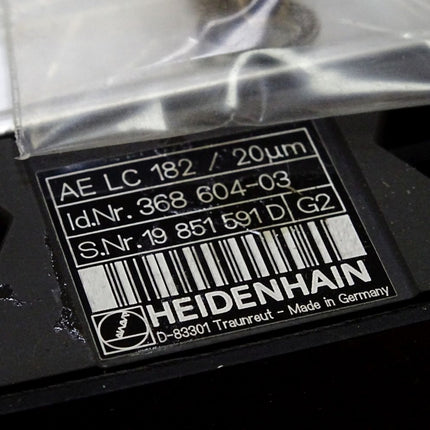 AE LC 182 / 20µm
Id.Nr. 368 604-03
S.Nr. 19 851 591 D G2
HEIDENHAIN
D-83301 Traunreut - Made in Germany